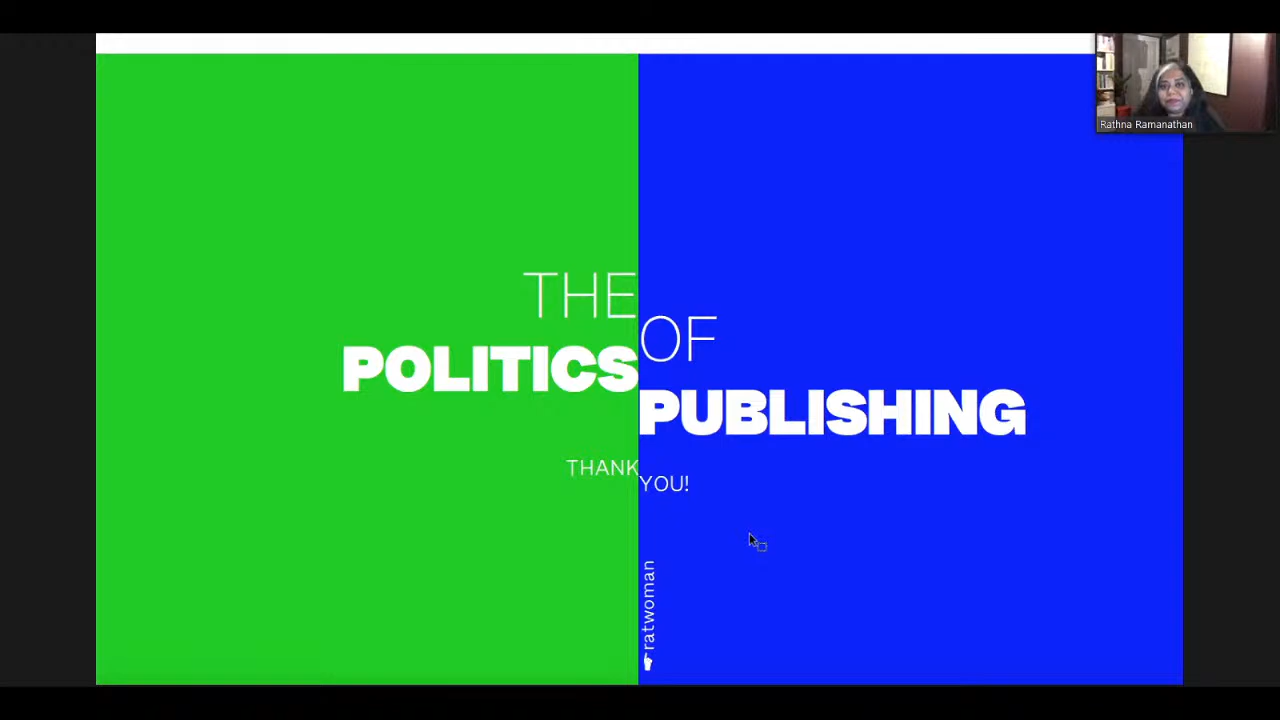 THE
POLITICS
OF
PUBLISHING
THANK
YOU!
ratwoman
Rathna Ramanathan